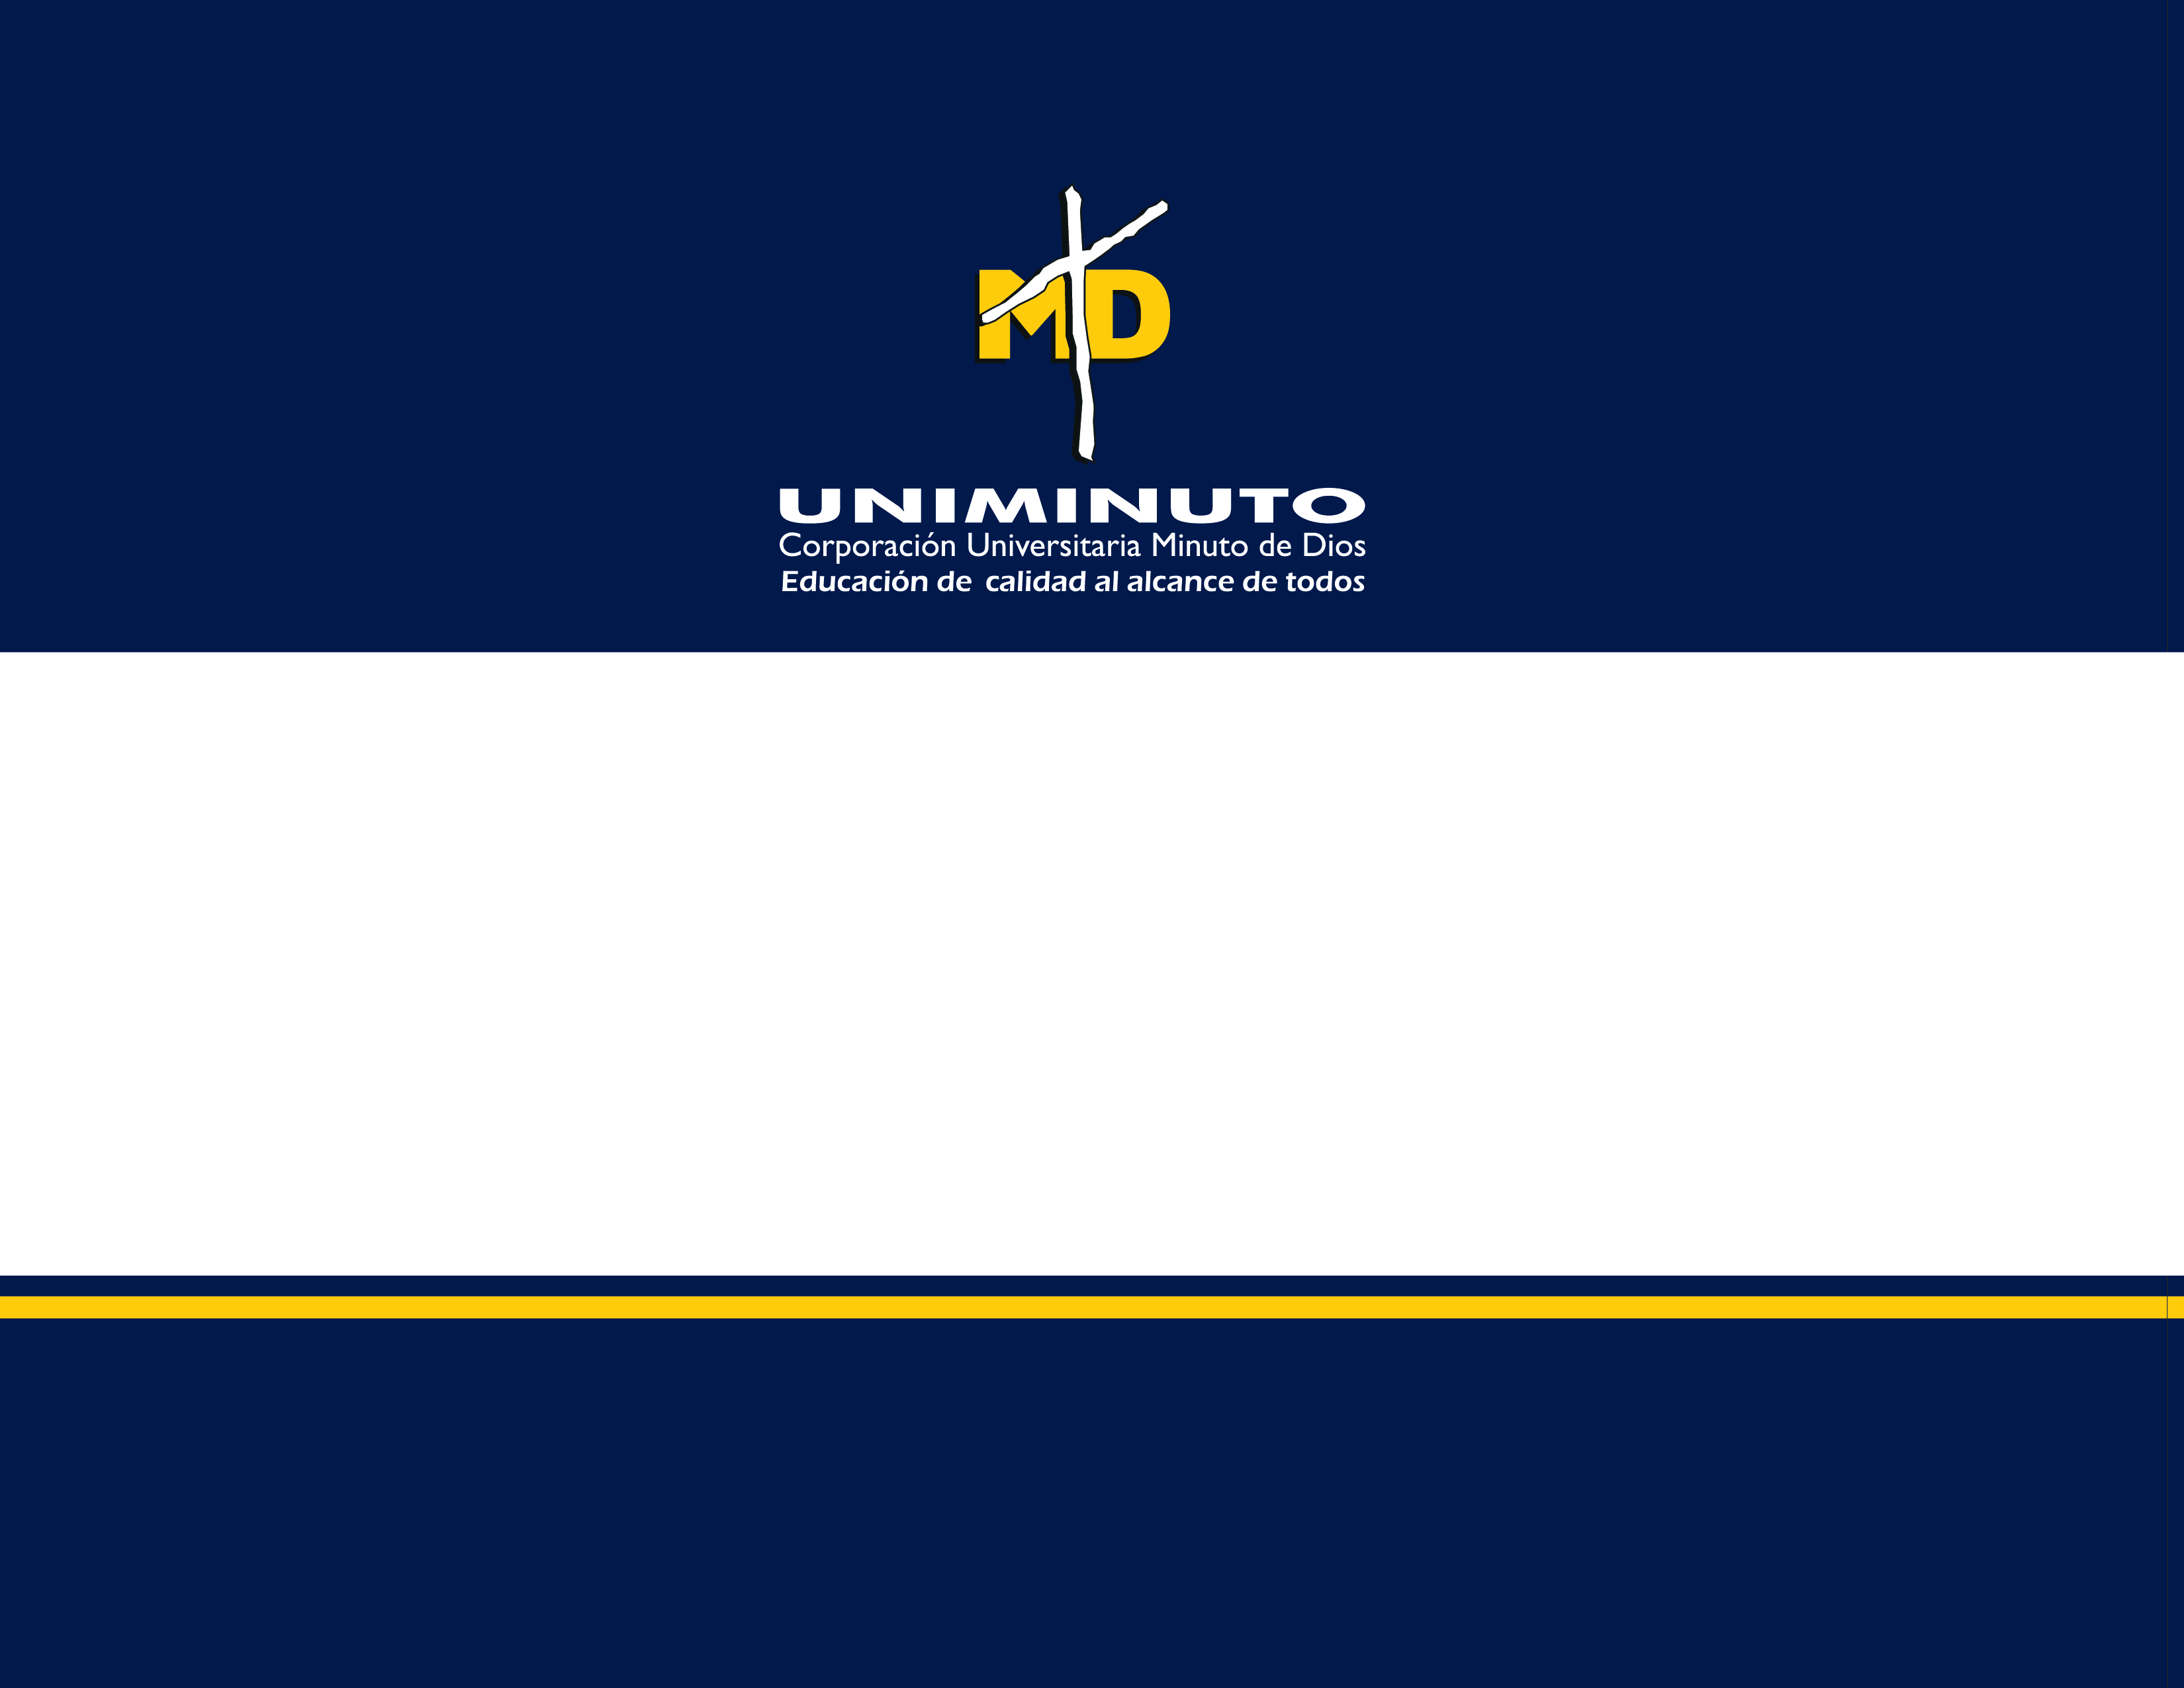 MD
UNIMINUTO
Corporación Universitaria Minuto de Dios
Educación de calidad al alcance de todos